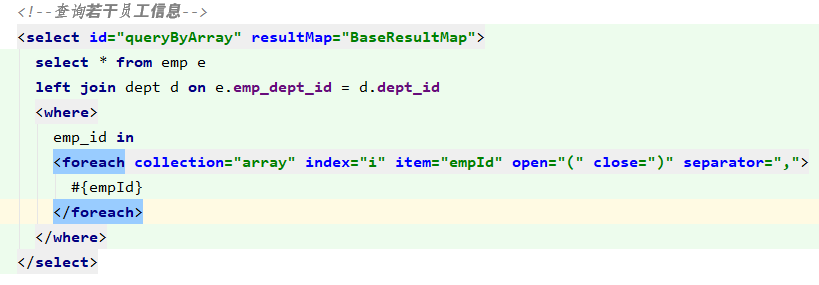 <!--查询若干员工信息-->
<select id="queryByArray" resultMap="BaseResultMap">
select * from emp e
left join dept d on e.emp_dept_id = d.dept_id
<where>
emp_id in
<foreach collection="array" index="i" item="empId" open="(" close=")" separator=",">
#{empId}
</foreach>
</where>
</select>